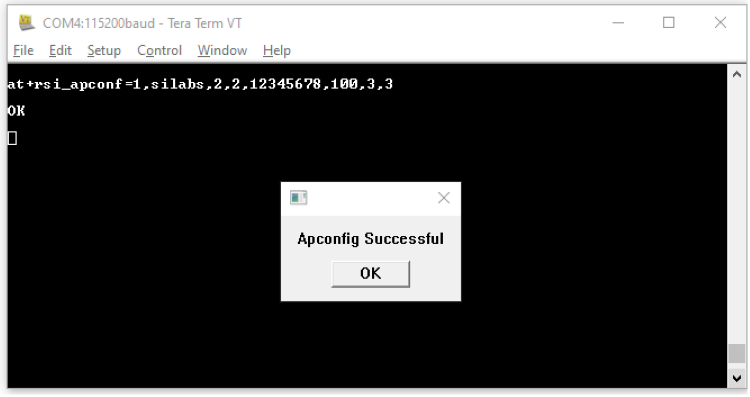 COM4:115200baud - Tera Term VT
File Edit Setup Control Window Help
at+rsi_apconf=1,silabs,2,2,12345678,100,3,3
OK
Apconfig Successful
OK